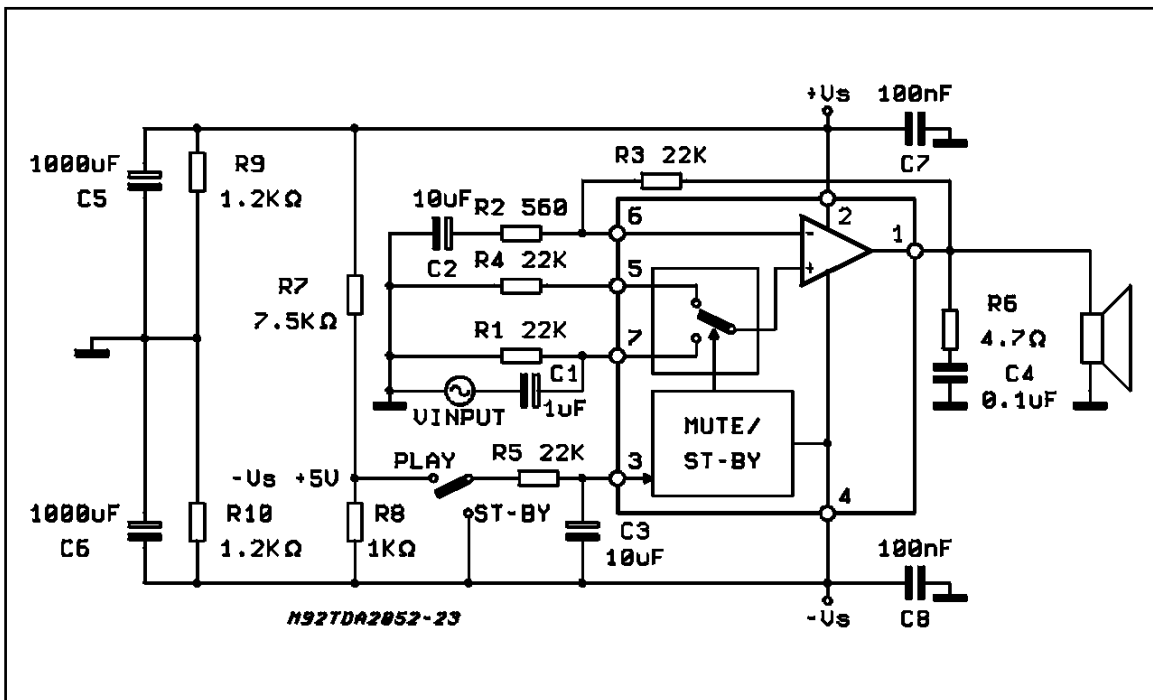 +Vs
100nF
C7
1000uF
C5
R9
1.2KΩ
R3 22K
10uF
C2
R2 560
6
2
1
R4 22K
5
-
+
R7
7.5KΩ
R1 22K
7
C1
1uF
VINPUT
R6
4.7Ω
C4
0.1uF
MUTE/
ST-BY
PLAY
R5 22K
3
-Vs +5V
ST-BY
4
1000uF
C6
R10
1.2KΩ
R8
1KΩ
C3
10uF
100nF
C8
-Vs
M92TDA2052-23